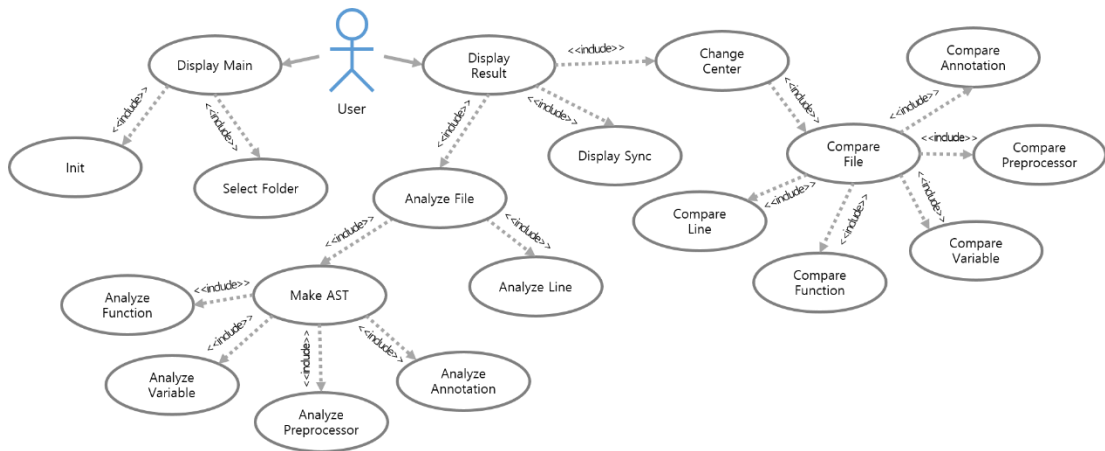 Display Main
User
Display
Result
<<include>>
Change
Center
Compare
Annotation
<<include>>
<<include>>
<<include>>
<<include>>
<<include>>
<<include>>
Init
Select Folder
<<include>>
Display Sync
Compare
File
<<include>>
Compare
Preprocessor
Analyze File
<<include>>
<<include>>
<<include>>
Compare
Line
Compare
Function
Compare
Variable
<<include>>
<<include>>
Make AST
Analyze Line
Analyze
Function
<<include>>
<<include>>
<<include>>
<<include>>
Analyze
Variable
Analyze
Preprocessor
Analyze
Annotation